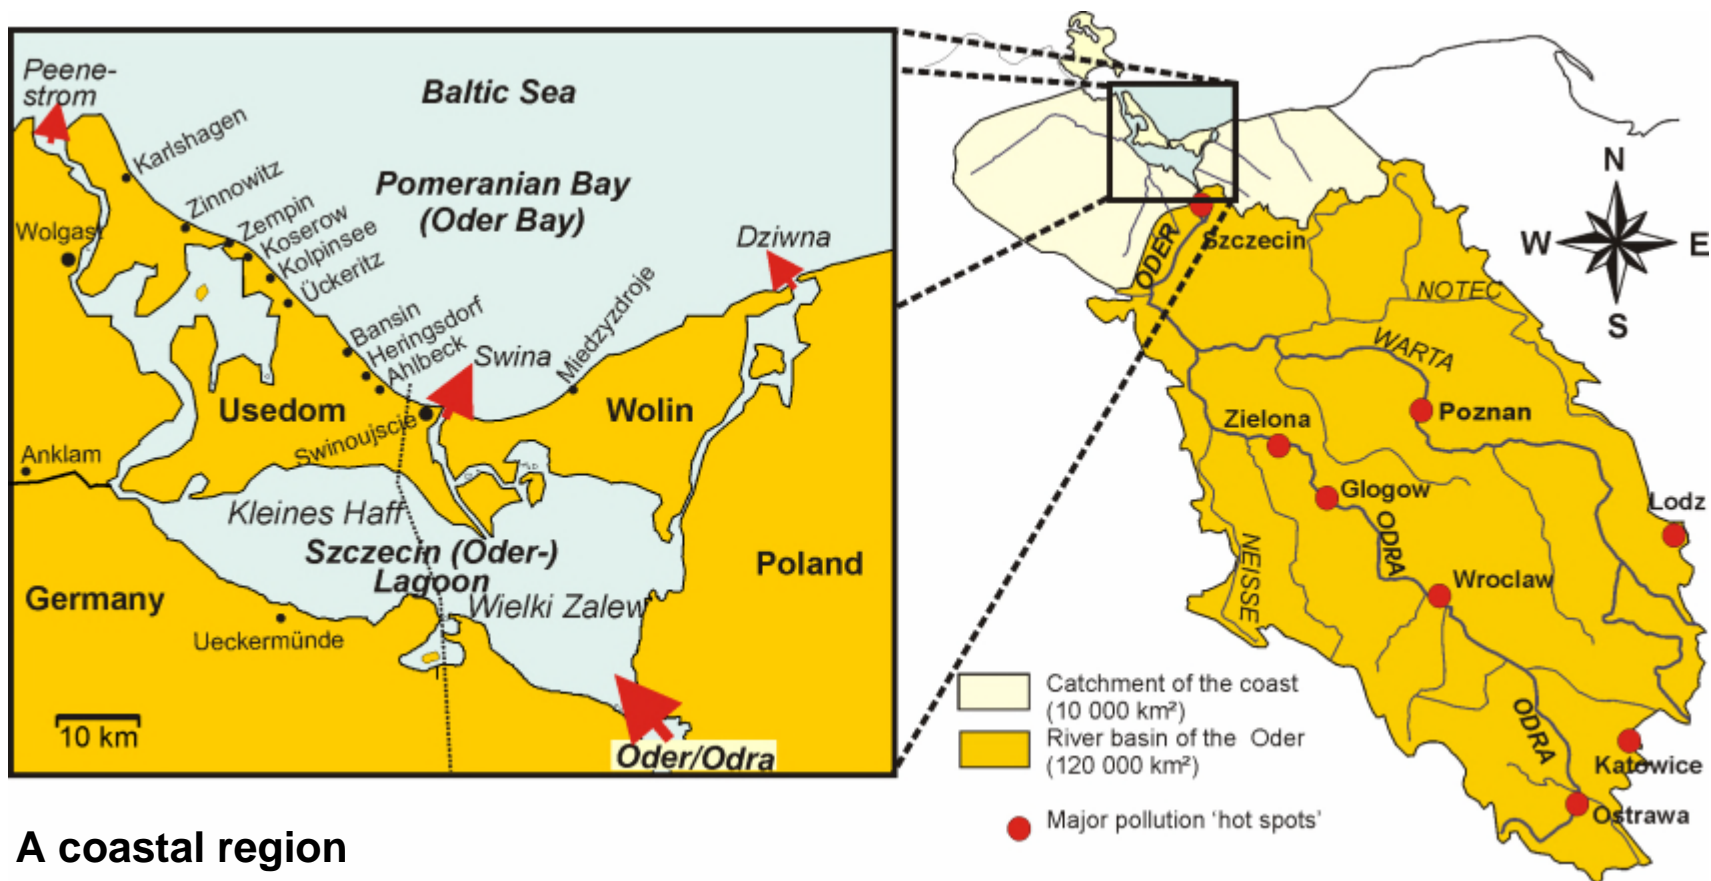 Peene-
strom
Baltic Sea
Karlshagen
Pomeranian Bay
(Oder Bay)
Zinnowitz
Zempin
Koserow
Kolpinsee
Ückeritz
Wolgast
Dziwna
Bansin
Heringsdorf
Ahlbeck
Swina
Miedzyzdroje
Usedom
Wolin
Swinoujscie
Anklam
Kleines Haff
Szczecin (Oder-)
Lagoon
Wielki Zalew
Poland
Germany
Ueckermünde
10 km
Oder/Odra
A coastal region
N
W
E
S
ODER
Szczecin
NOTEC
WARTA
Zielona
Poznan
Glogow
Lodz
ODRA
NEISSE
Wroclaw
ODRA
Katowice
Ostrawa
Catchment of the coast
(10 000 km²)
River basin of the Oder
(120 000 km²)
Major pollution ‘hot spots’